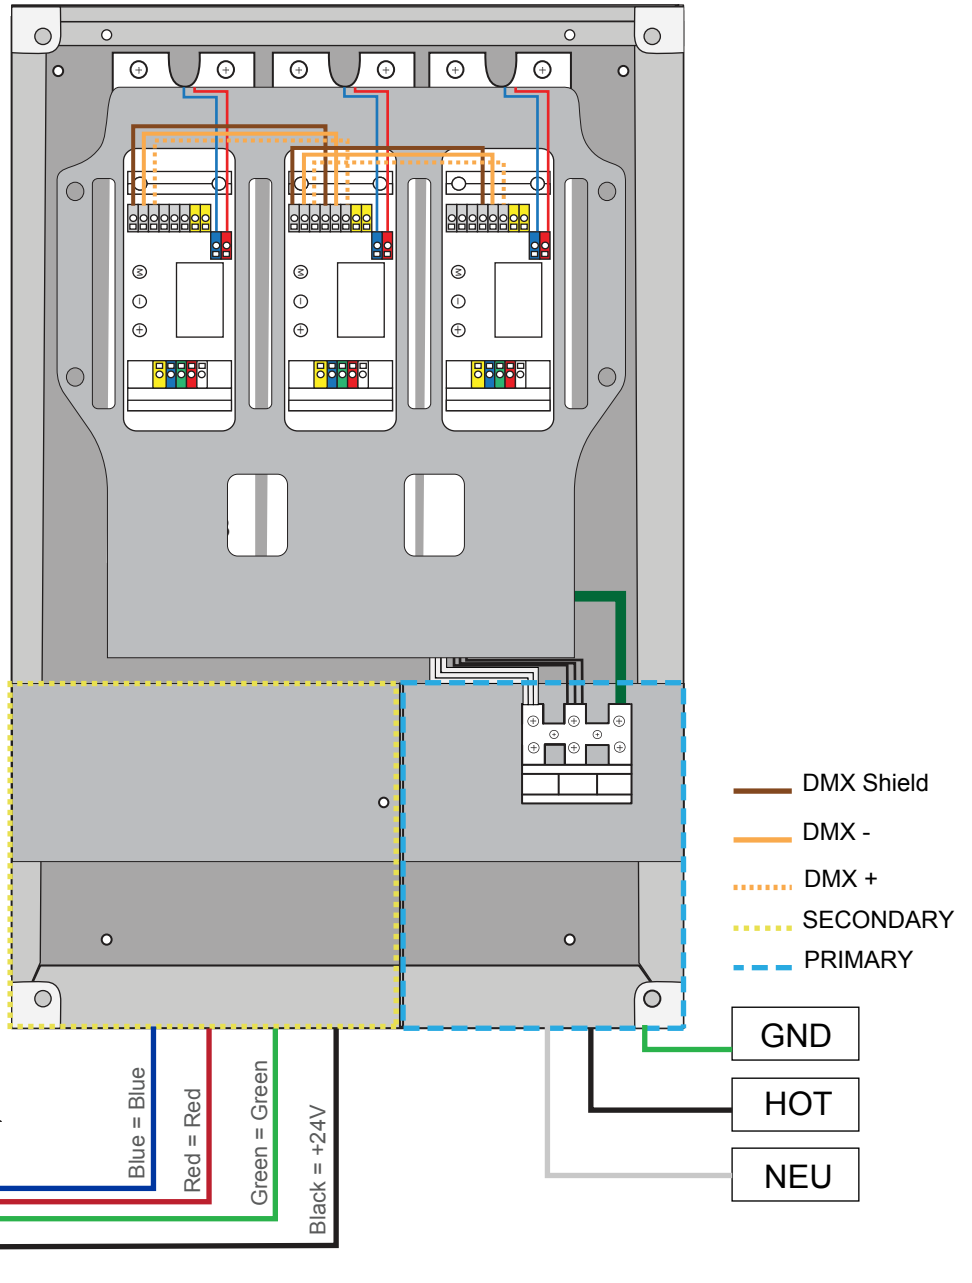 M
M
M
DMX Shield
DMX -
DMX +
SECONDARY
PRIMARY
GND
HOT
NEU
Blue = Blue
Red = Red
Green = Green
Black = +24V